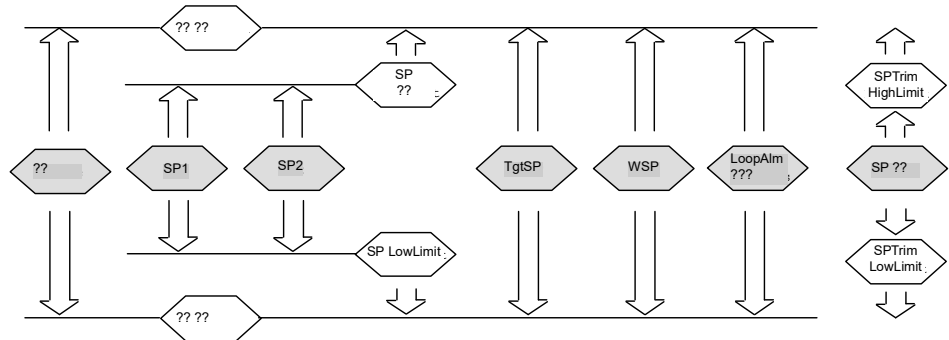 ?? ??
SP
??
SPTrim
HighLimit
??
SP1
SP2
TgtSP
WSP
LoopAlm
???
SP ??
SP LowLimit
SPTrim
LowLimit
?? ??